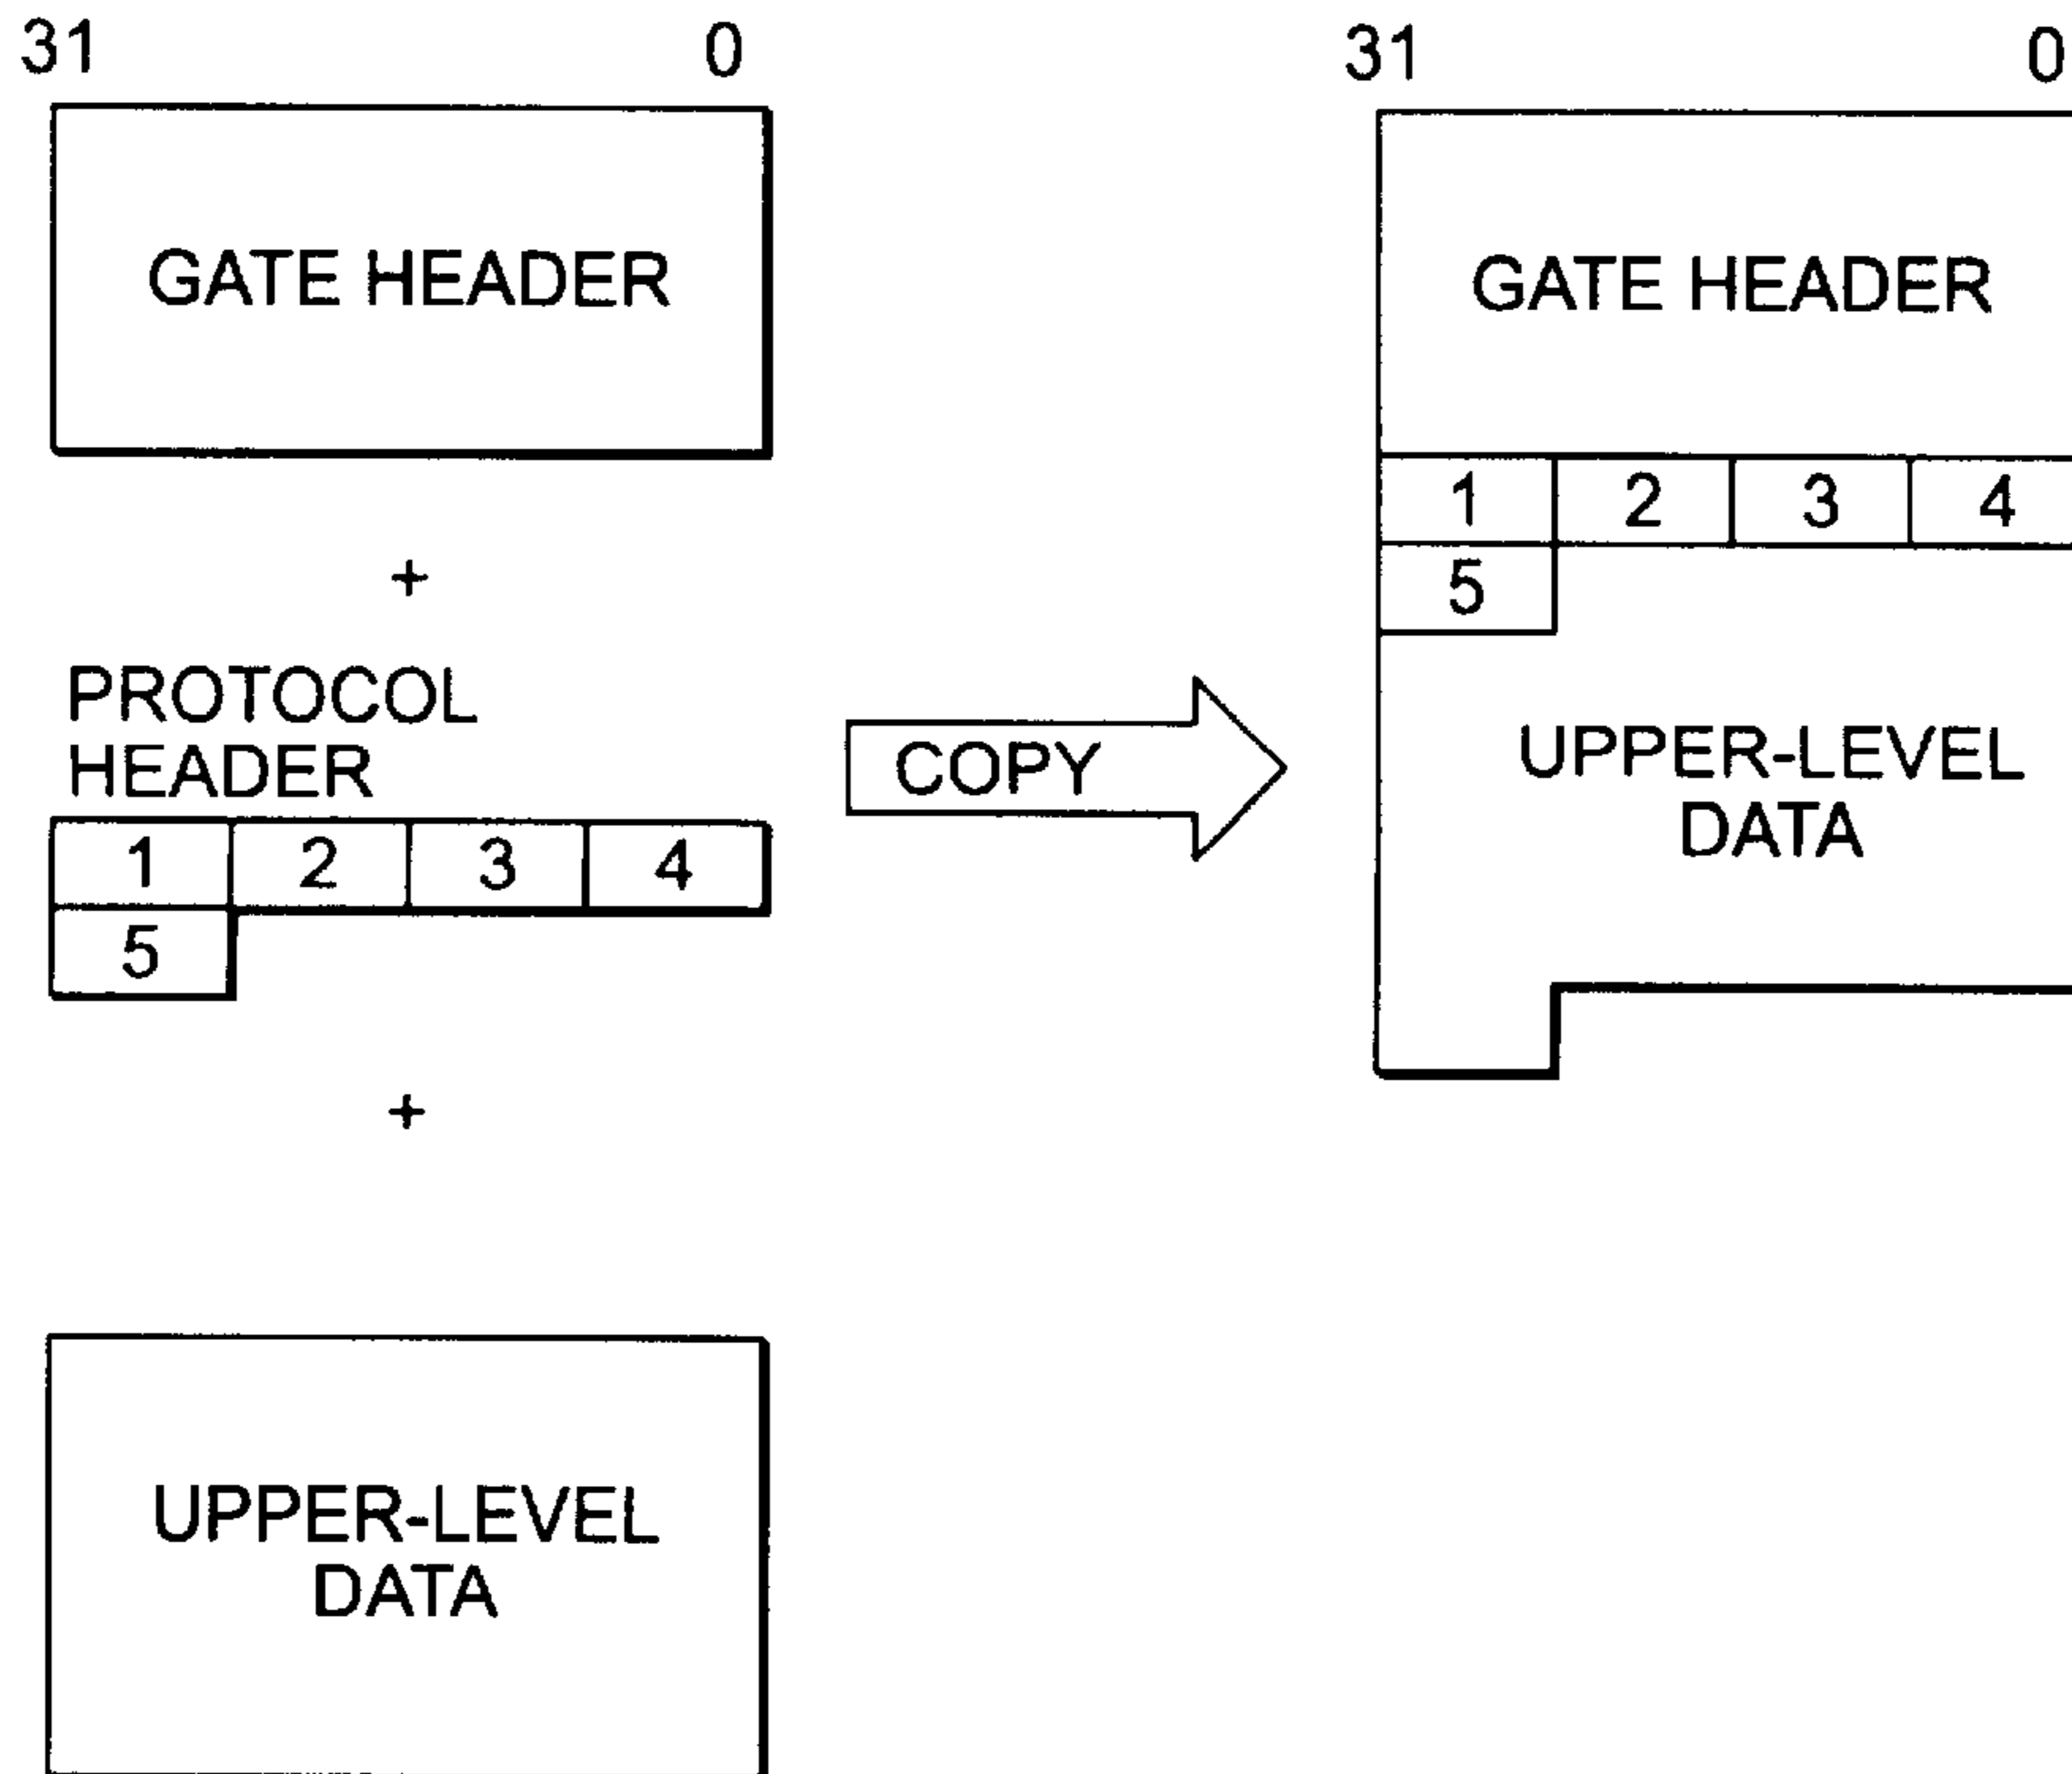 31 0
GATE HEADER
+
PROTOCOL
HEADER
1 2 3 4
5
+
UPPER-LEVEL
DATA
COPY
31 0
GATE HEADER
1 2 3 4
5
UPPER-LEVEL
DATA